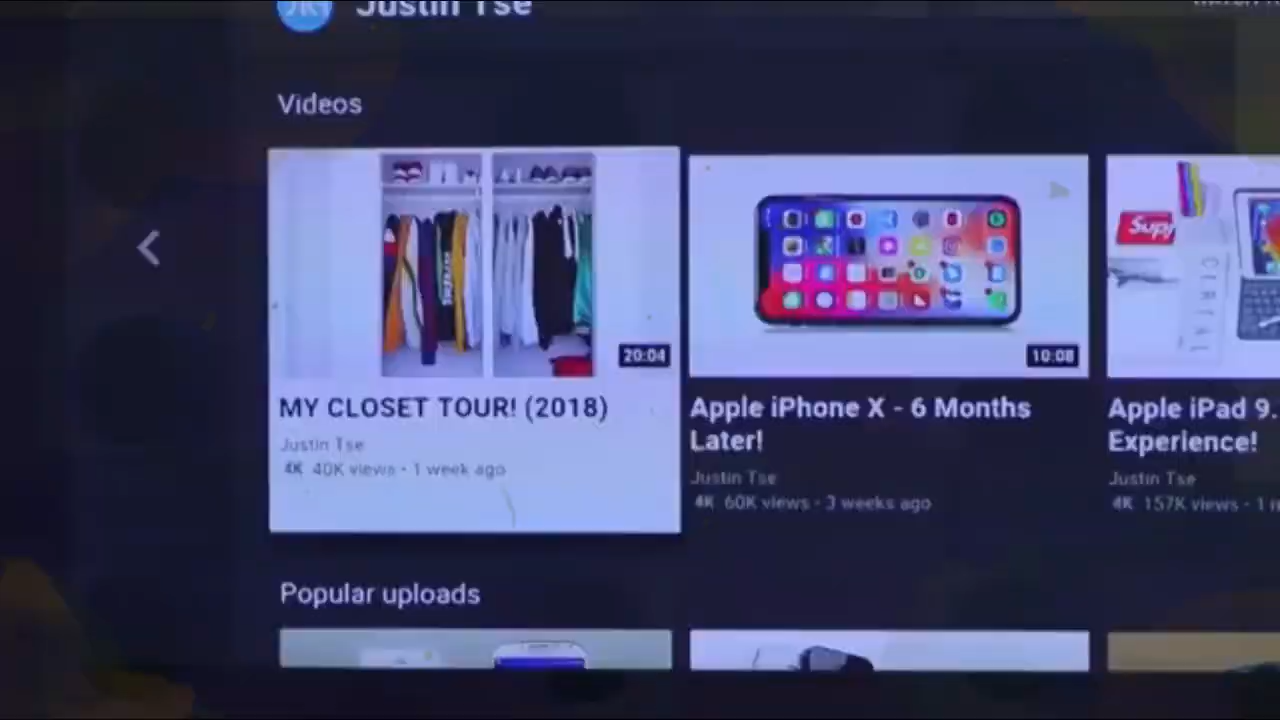 Justin Tse
Videos
20:04
10:08
MY CLOSET TOUR! (2018)
Justin Tse
4K 40K views · 1 week ago
Apple iPhone X - 6 Months
Later!
Justin Tse
4K 60K views · 3 weeks ago
Apple iPad 9.
Experience!
Justin Tse
4K 157K views · 1
Popular uploads